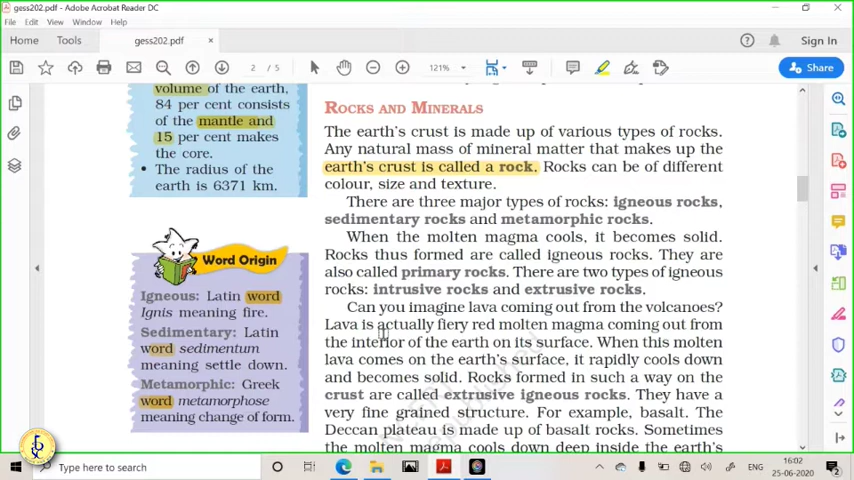 gess202.pdf - Adobe Acrobat Reader DC
File Edit View Window Help
Home Tools gess202.pdf × Sign In
2 / 5 121% Share
volume of the earth,
84 per cent consists
of the mantle and
15 per cent makes
the core.
• The radius of the
earth is 6371 km.
Word Origin
Igneous: Latin word
Ignis meaning fire.
Sedimentary: Latin
word sedimentum
meaning settle down.
Metamorphic: Greek
word metamorphose
meaning change of form.
ROCKS AND MINERALS
The earth's crust is made up of various types of rocks.
Any natural mass of mineral matter that makes up the
earth's crust is called a rock. Rocks can be of different
colour, size and texture.
There are three major types of rocks: igneous rocks,
sedimentary rocks and metamorphic rocks.
When the molten magma cools, it becomes solid.
Rocks thus formed are called igneous rocks. They are
also called primary rocks. There are two types of igneous
rocks: intrusive rocks and extrusive rocks.
Can you imagine lava coming out from the volcanoes?
Lava is actually fiery red molten magma coming out from
the interior of the earth on its surface. When this molten
lava comes on the earth's surface, it rapidly cools down
and becomes solid. Rocks formed in such a way on the
crust are called extrusive igneous rocks. They have a
very fine grained structure. For example, basalt. The
Deccan plateau is made up of basalt rocks. Sometimes
the molten magma cools down deep inside the earth's
Type here to search
ENG
16:02
25-06-2020
2